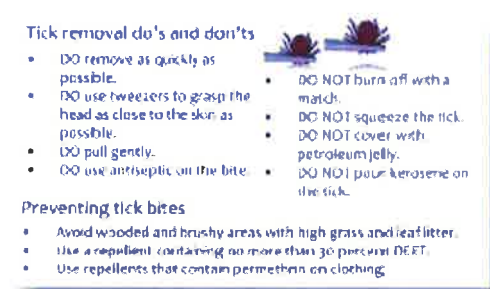 Tick removal do's and don'ts
• DO remove as quickly as
possible.
• DO use tweezers to grasp the
head as close to the skin as
possible.
• DO pull gently.
• DO use antiseptic on the bite.
• DO NOT burn off with a
match.
• DO NOT squeeze the tick.
• DO NOT cover with
petroleum jelly.
• DO NOT pour kerosene on
the tick.
Preventing tick bites
• Avoid wooded and brushy areas with high grass and leaf litter.
• Use a repellent containing no more than 30 percent DEET.
• Use repellents that contain permethrin on clothing.